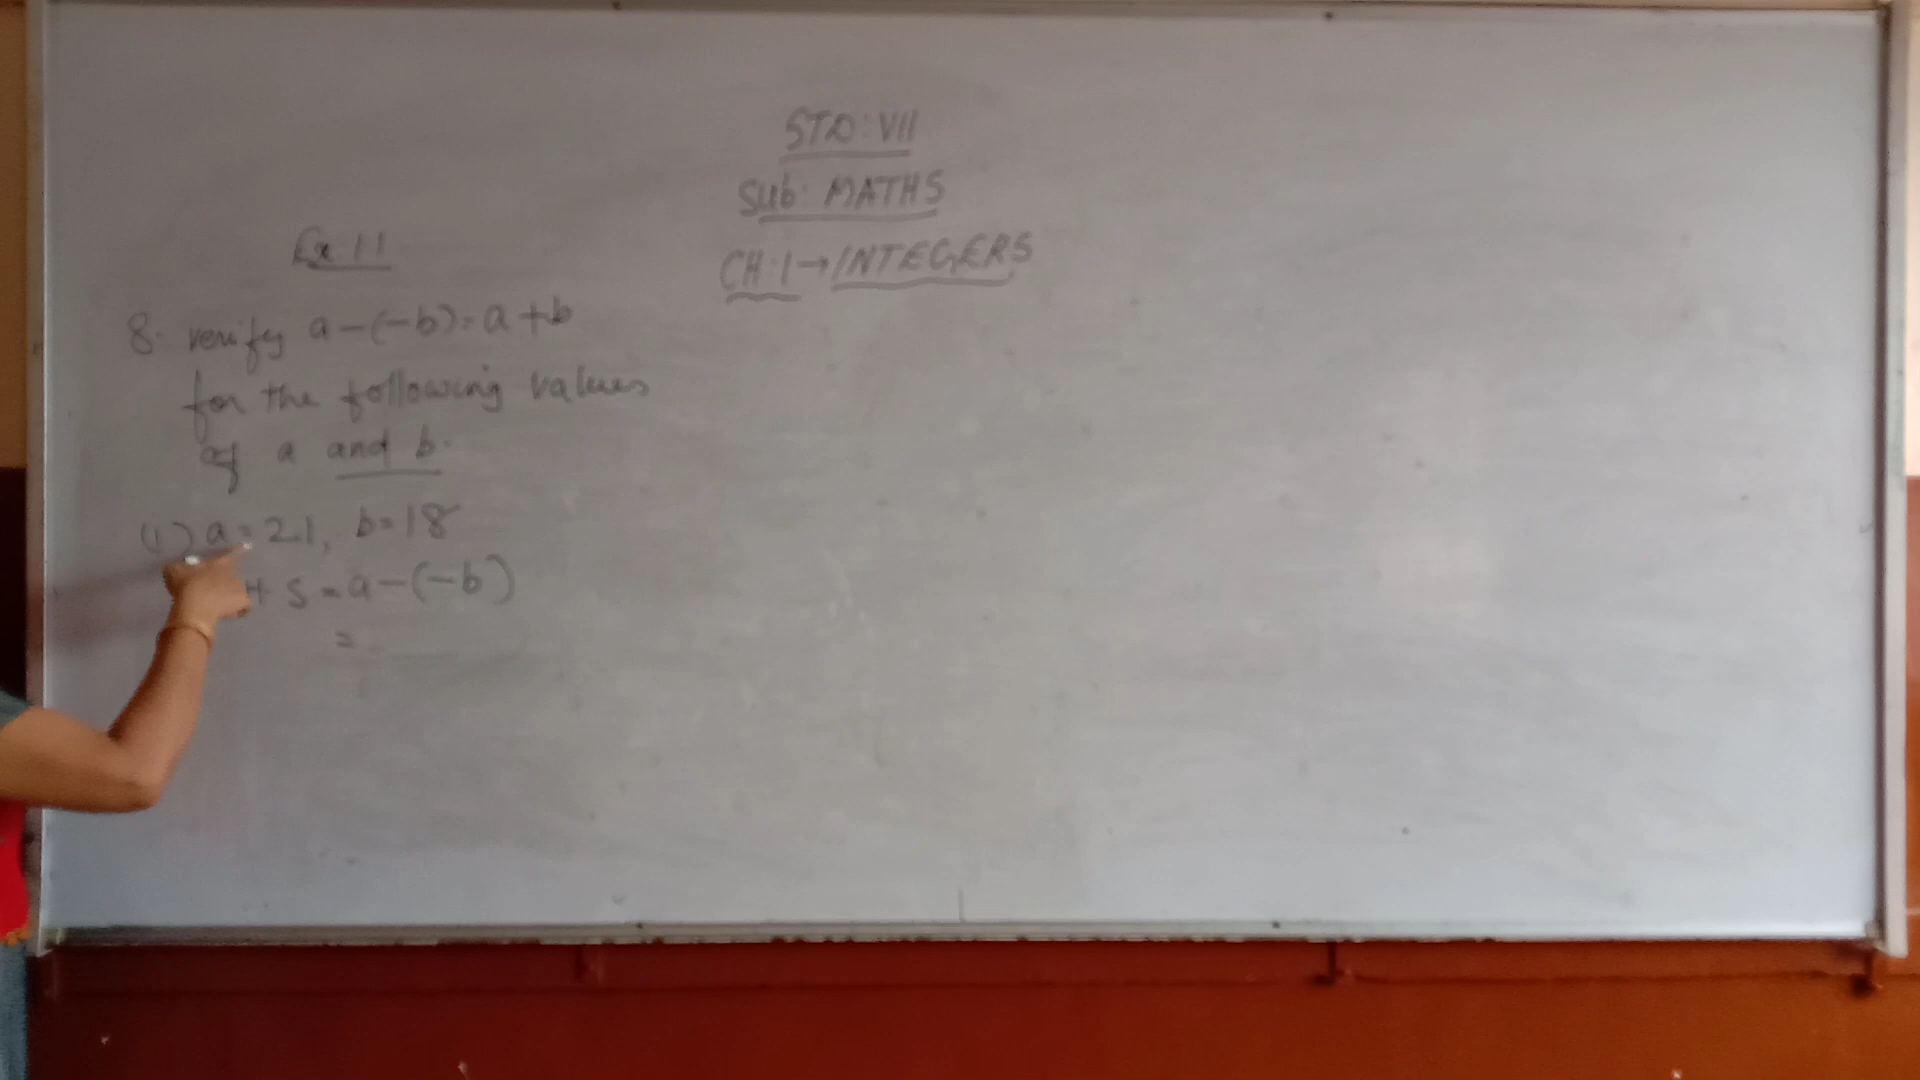 STD: VII
Sub: MATHS
CH.1→INTEGERS
Ex 1.1
8. verify a-(-b)=a+b
for the following values
of a and b.
(i) a=21, b=18
H S=a-(-b)
=